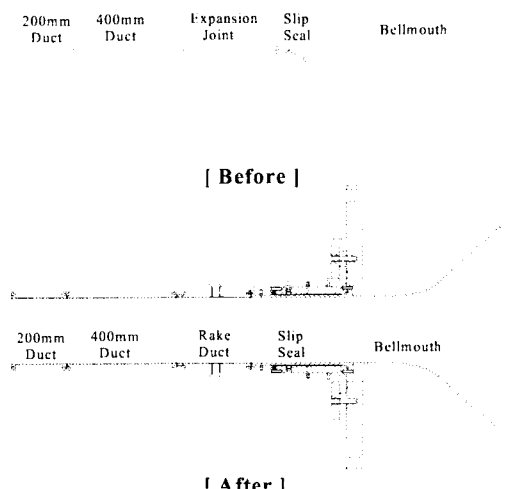 200mm Duct
400mm Duct
Expansion Joint
Slip Seal
Bellmouth
[ Before ]
200mm Duct
400mm Duct
Rake Duct
Slip Seal
Bellmouth
[ After ]